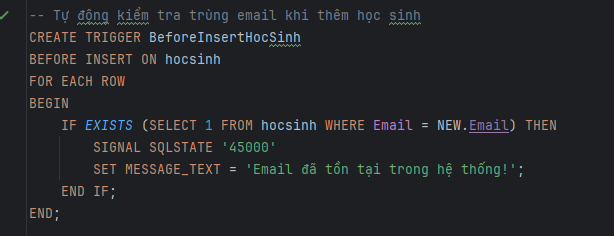 -- Tự động kiểm tra trùng email khi thêm học sinh
CREATE TRIGGER BeforeInsertHocSinh
BEFORE INSERT ON hocsinh
FOR EACH ROW
BEGIN
    IF EXISTS (SELECT 1 FROM hocsinh WHERE Email = NEW.Email) THEN
        SIGNAL SQLSTATE '45000'
        SET MESSAGE_TEXT = 'Email đã tồn tại trong hệ thống!';
    END IF;
END;